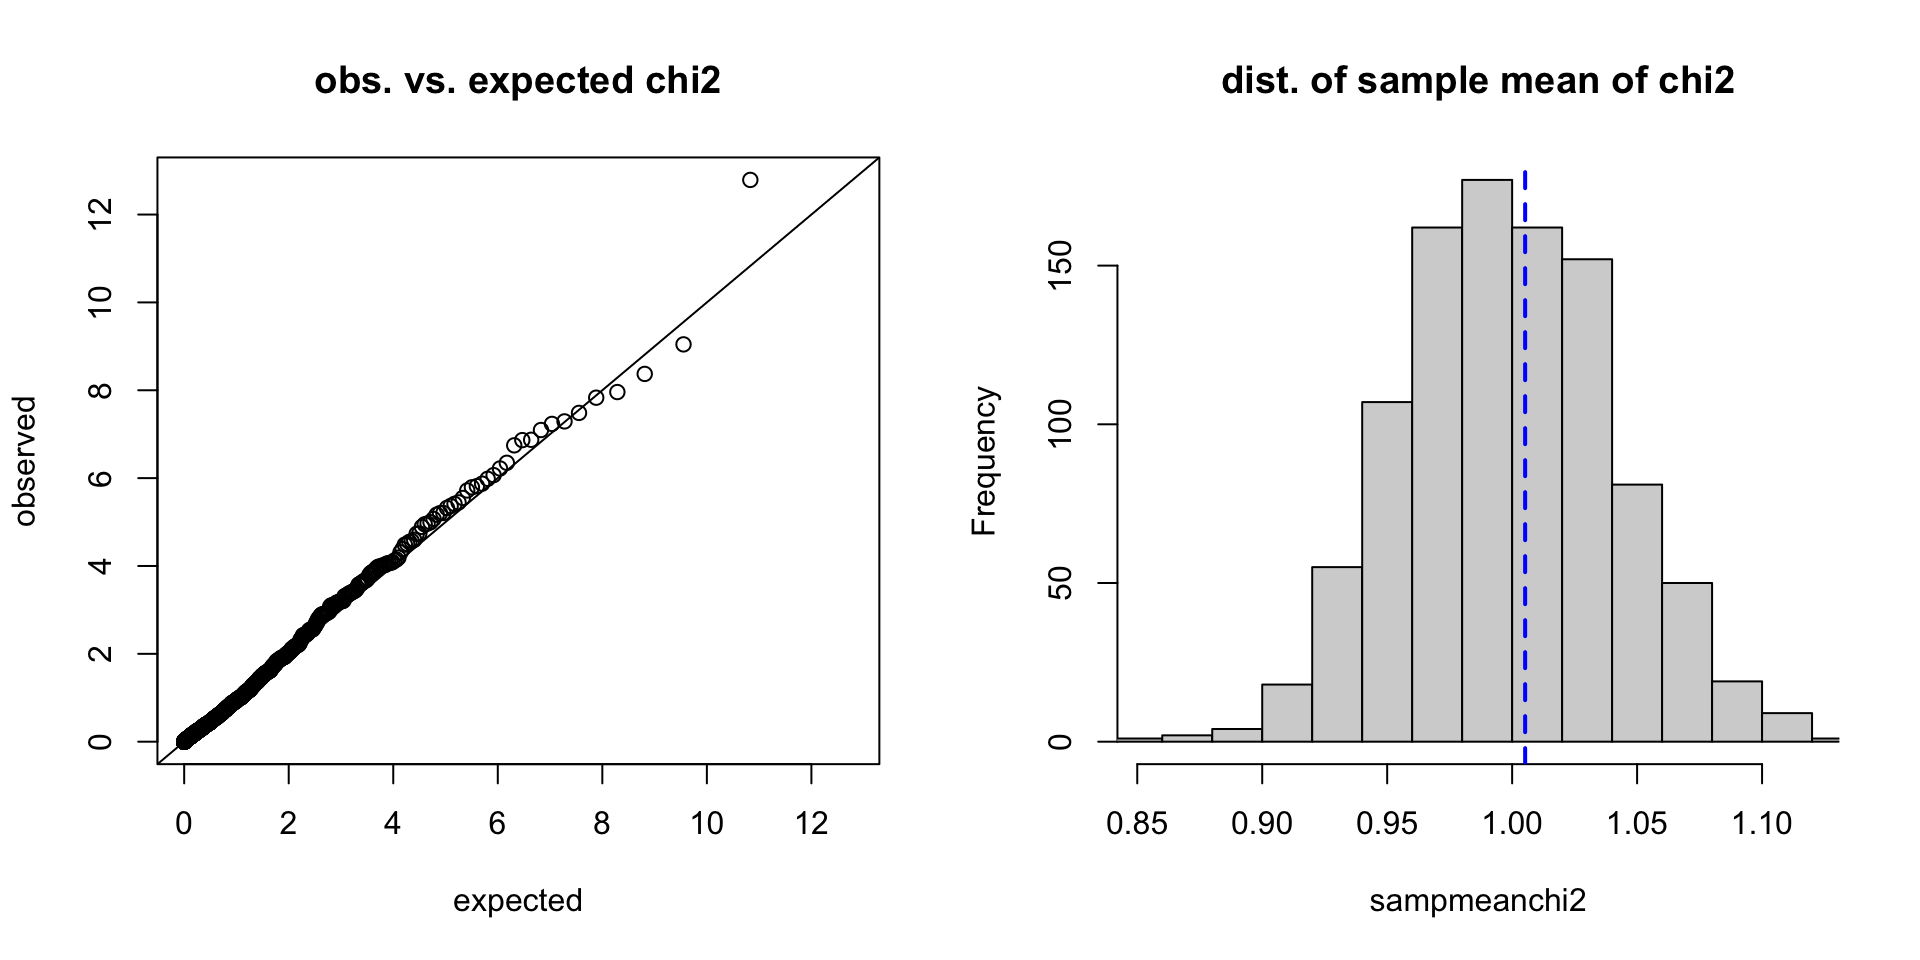 obs. vs. expected chi2
observed
0
2
4
6
8
10
12
0 2 4 6 8 10 12
expected
dist. of sample mean of chi2
Frequency
0
50
100
150
0.85 0.90 0.95 1.00 1.05 1.10
sampmeanchi2